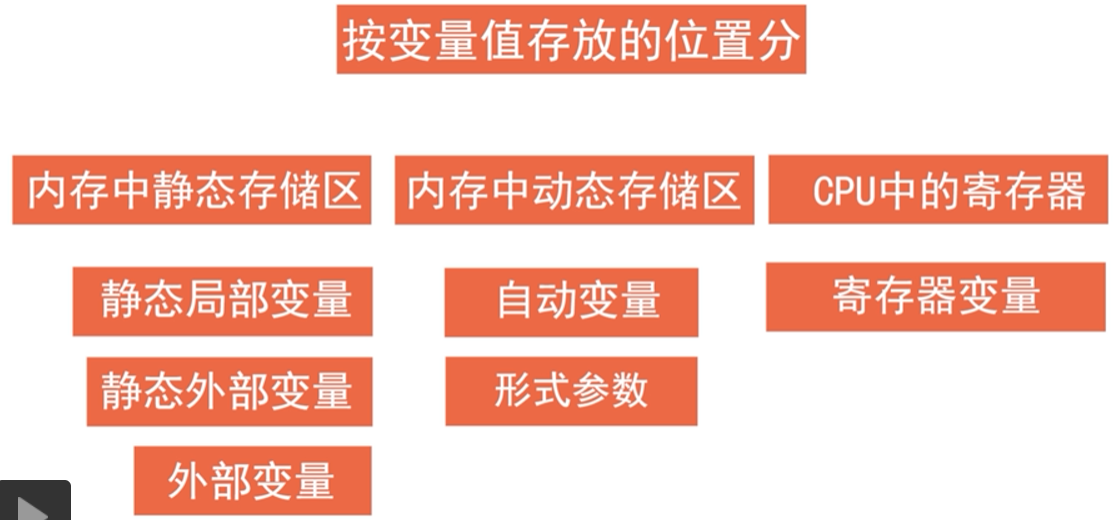 按变量值存放的位置分
内存中静态存储区
内存中动态存储区
CPU中的寄存器
静态局部变量
自动变量
寄存器变量
静态外部变量
形式参数
外部变量